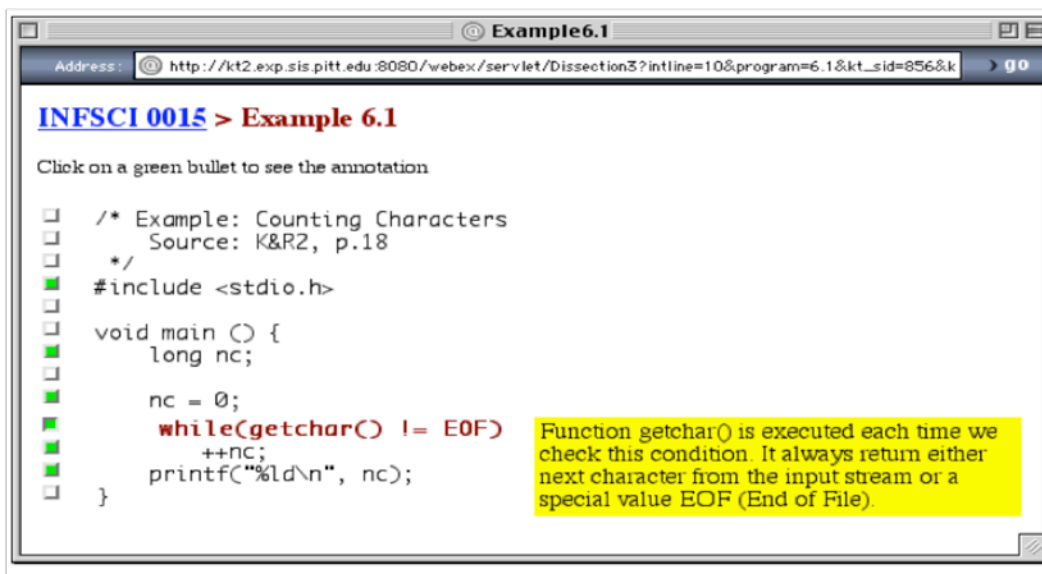 Example6.1
Address: http://kt2.exp.sis.pitt.edu:8080/webex/servlet/Dissection3?intline=10&program=6.1&kt_sid=856&k go
INFSCI 0015 > Example 6.1
Click on a green bullet to see the annotation
/* Example: Counting Characters
Source: K&R2, p.18
*/
#include <stdio.h>
void main () {
long nc;
nc = 0;
while(getchar() != EOF)
++nc;
printf("%ld\n", nc);
}
Function getchar() is executed each time we
check this condition. It always return either
next character from the input stream or a
special value EOF (End of File).